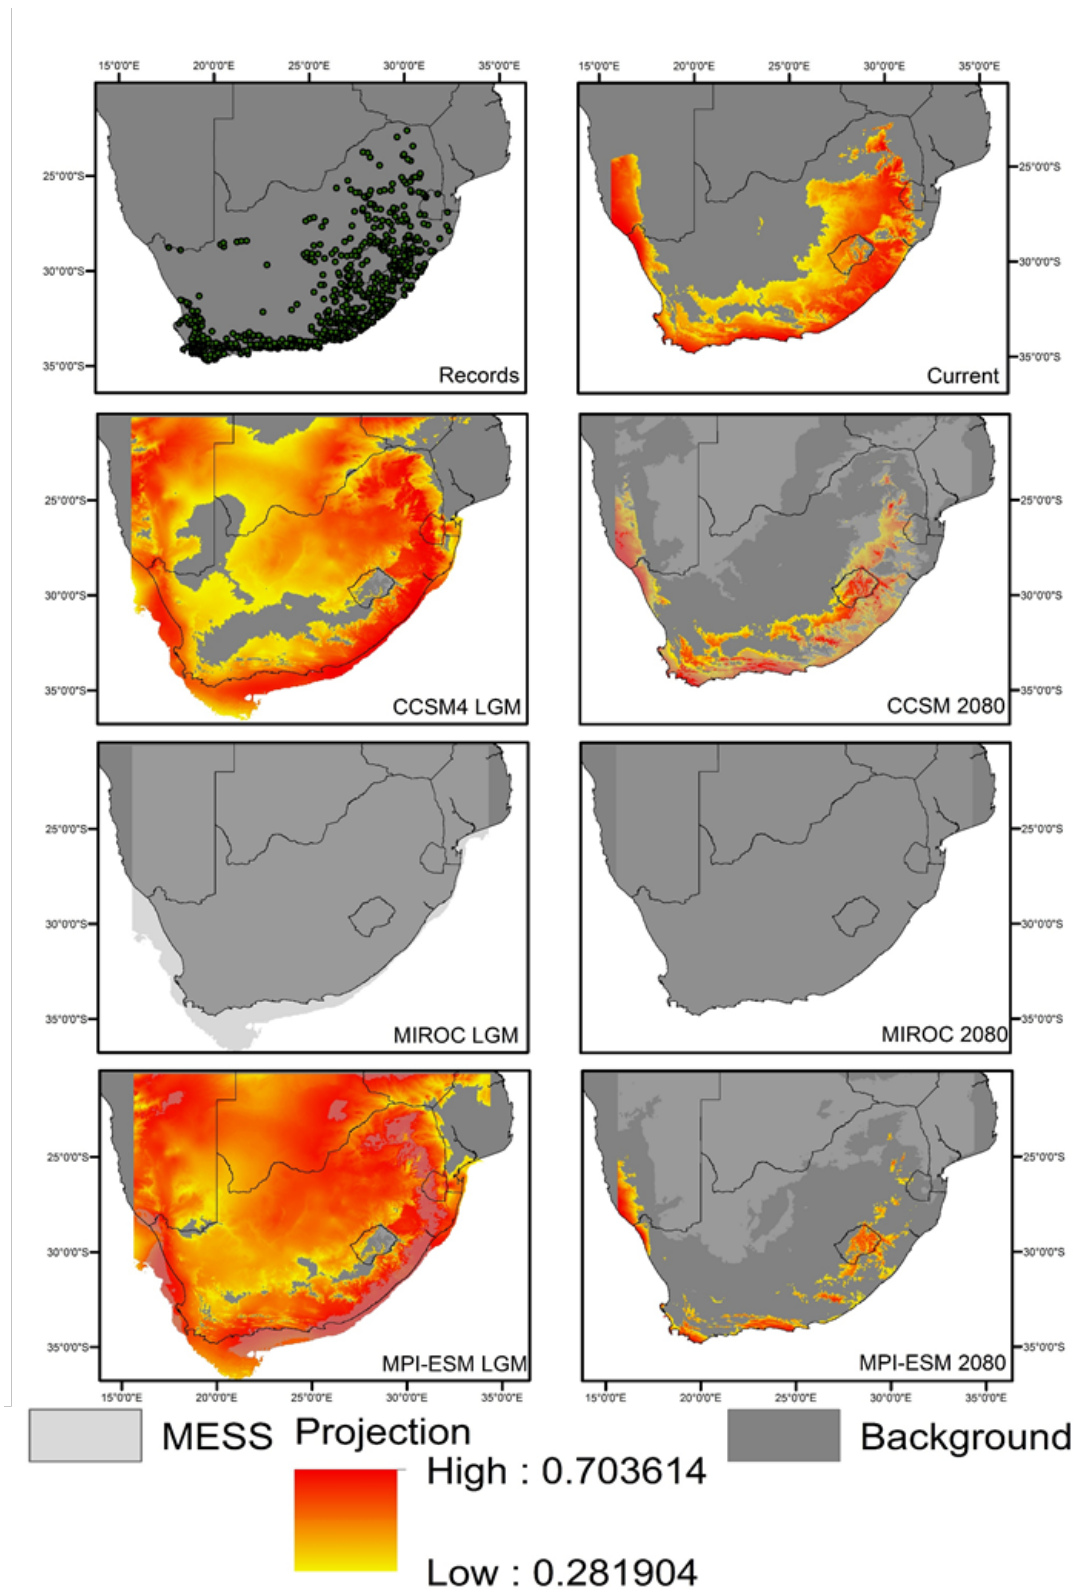 15°0'0"E 20°0'0"E 25°0'0"E 30°0'0"E 35°0'0"E 15°0'0"E 20°0'0"E 25°0'0"E 30°0'0"E 35°0'0"E
25°0'0"S 25°0'0"S
30°0'0"S 30°0'0"S
35°0'0"S 35°0'0"S
Records Current
25°0'0"S 25°0'0"S
30°0'0"S 30°0'0"S
35°0'0"S 35°0'0"S
CCSM4 LGM CCSM 2080
25°0'0"S 25°0'0"S
30°0'0"S 30°0'0"S
35°0'0"S 35°0'0"S
MIROC LGM MIROC 2080
25°0'0"S 25°0'0"S
30°0'0"S 30°0'0"S
35°0'0"S 35°0'0"S
MPI-ESM LGM MPI-ESM 2080
15°0'0"E 20°0'0"E 25°0'0"E 30°0'0"E 35°0'0"E 15°0'0"E 20°0'0"E 25°0'0"E 30°0'0"E 35°0'0"E
MESS Projection Background
High : 0.703614
Low : 0.281904